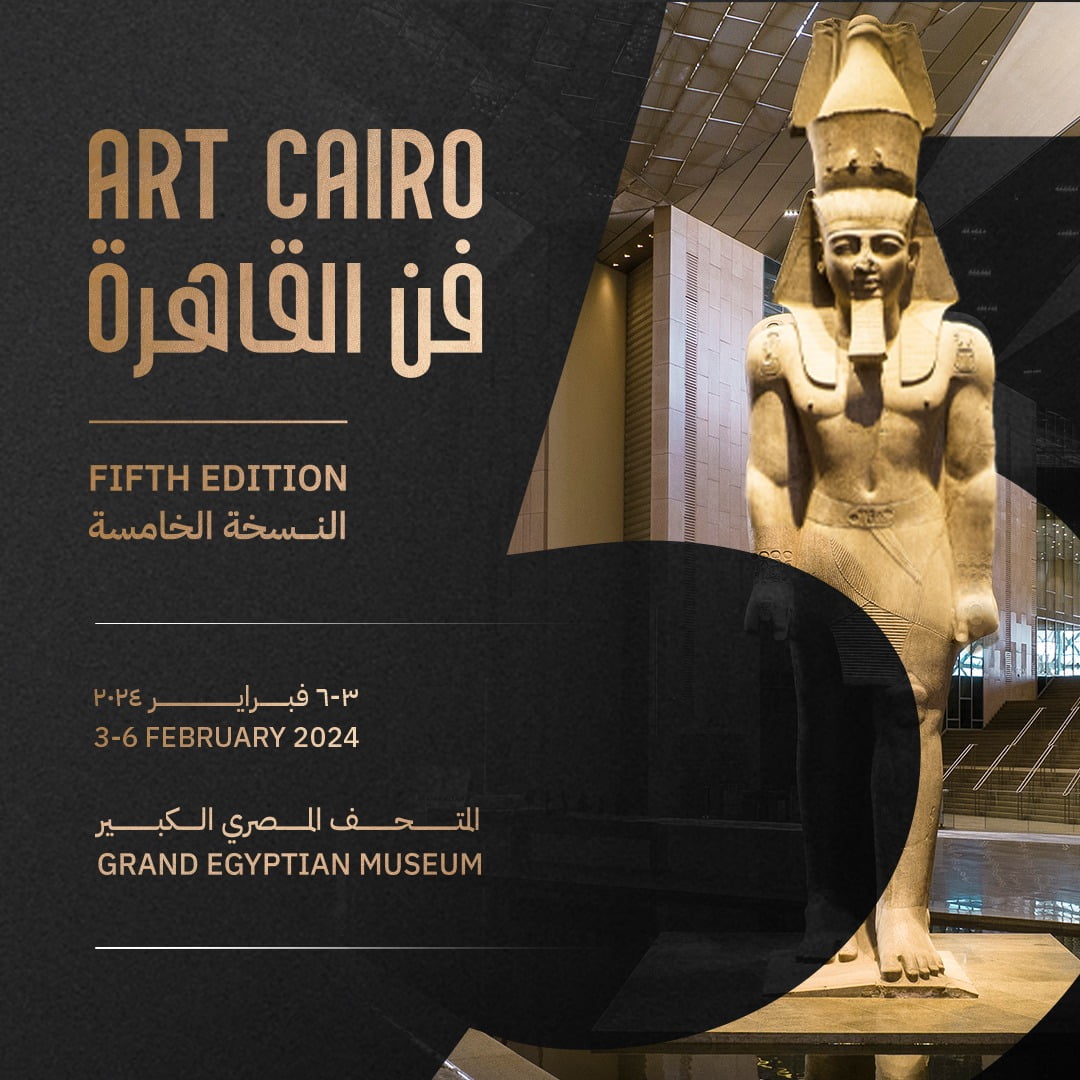 ART CAIRO
فن القاهرة
FIFTH EDITION
النسخة الخامسة
٣-٦ فبراير ٢٠٢٤
3-6 FEBRUARY 2024
المتحف المصري الكبير
GRAND EGYPTIAN MUSEUM